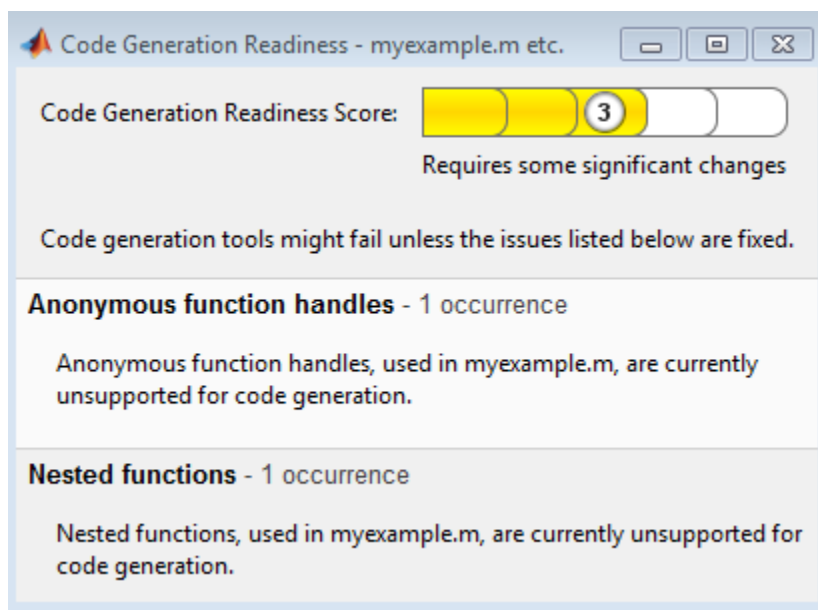 Code Generation Readiness - myexample.m etc.
Code Generation Readiness Score:
3
Requires some significant changes
Code generation tools might fail unless the issues listed below are fixed.
Anonymous function handles - 1 occurrence
Anonymous function handles, used in myexample.m, are currently
unsupported for code generation.
Nested functions - 1 occurrence
Nested functions, used in myexample.m, are currently unsupported for
code generation.